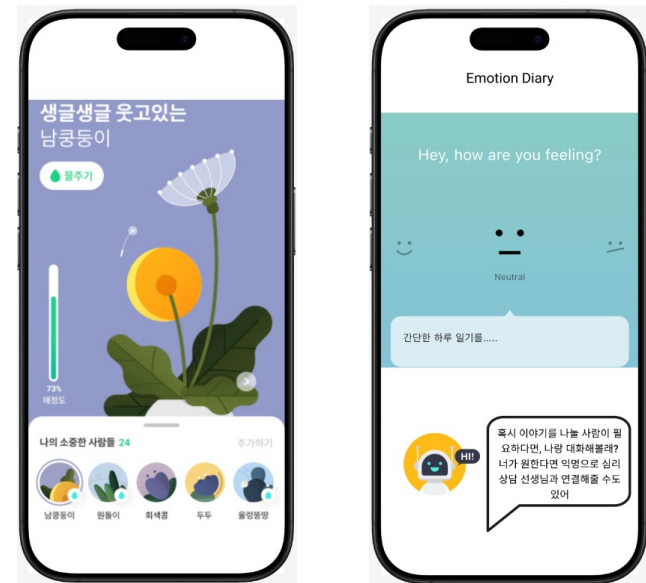 생글생글 웃고있는
남쿵둥이
물주기
73%
애정도
나의 소중한 사람들 24
추가하기
남쿵둥이
원돌이
회색콩
두두
울렁뚱땅
Emotion Diary
Hey, how are you feeling?
Neutral
간단한 하루 일기를.....
HI!
혹시 이야기를 나눌 사람이 필
요하다면, 나랑 대화해볼래?
너가 원한다면 익명으로 심리
상담 선생님과 연결해줄 수도
있어